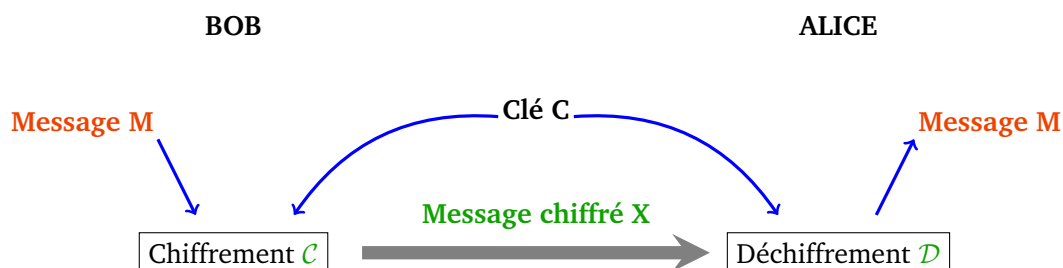 BOB
ALICE
Clé C
Message M
Message M
Message chiffré X
Chiffrement 𝒞
Déchiffrement 𝒟